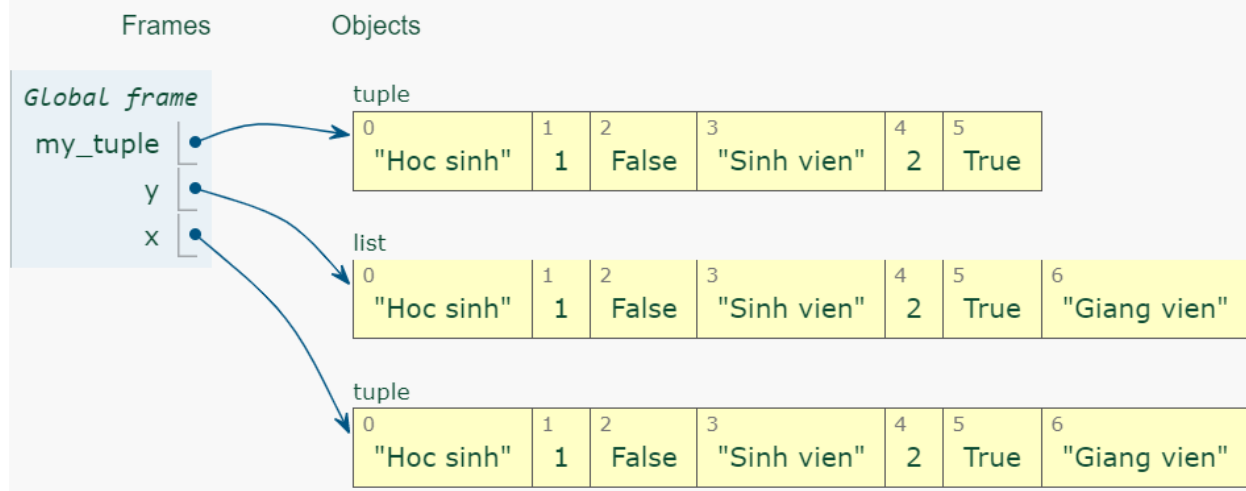 Frames Objects
Global frame
my_tuple
y
x
tuple
0 1 2 3 4 5
"Hoc sinh" 1 False "Sinh vien" 2 True
list
0 1 2 3 4 5 6
"Hoc sinh" 1 False "Sinh vien" 2 True "Giang vien"
tuple
0 1 2 3 4 5 6
"Hoc sinh" 1 False "Sinh vien" 2 True "Giang vien"